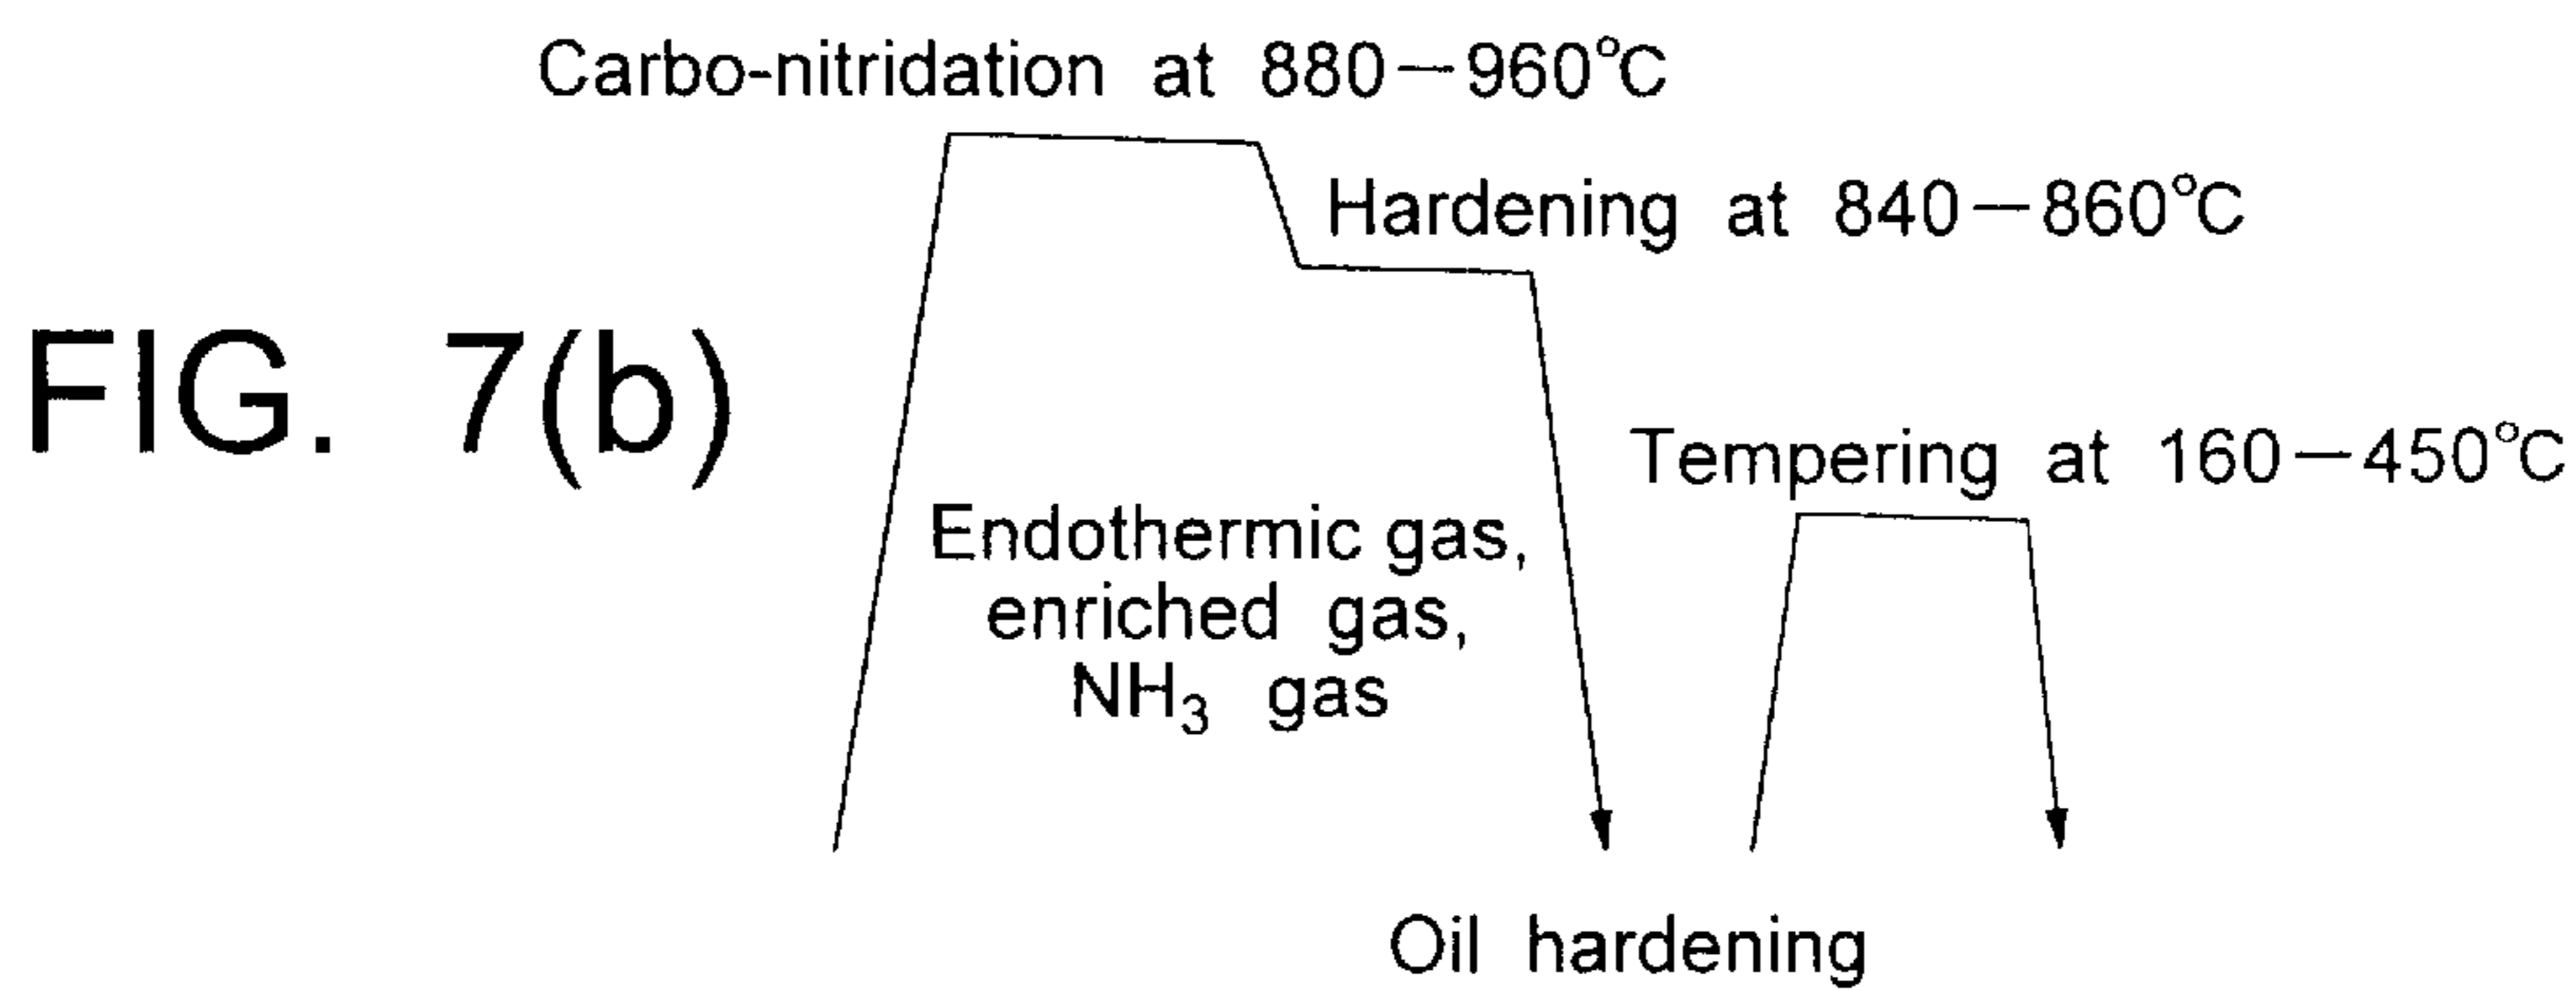 Carbo-nitridation at 880－960℃
Hardening at 840－860℃
FIG. 7(b)
Tempering at 160－450℃
Endothermic gas,
enriched gas,
NH₃ gas
Oil hardening